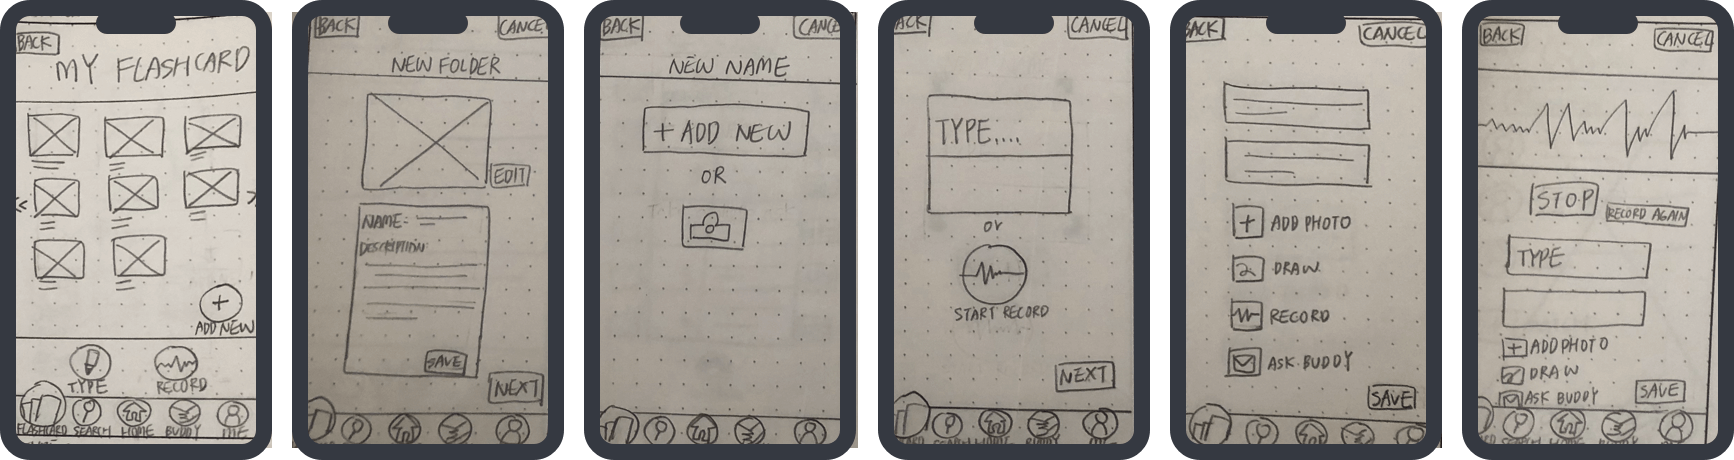 BACK
MY FLASHCARD
ADD NEW
TYPE
RECORD
FLASHCARD SEARCH HOME BUDDY ME
BACK
CANCE
NEW FOLDER
EDIT
NAME:
DESCRIPTION
SAVE
NEXT
BACK
CANCE
NEW NAME
+ ADD NEW
OR
ACK
CANCEL
TYPE....
or
START RECORD
NEXT
BACK
CANCEL
ADD PHOTO
DRAW
RECORD
ASK BUDDY
SAVE
BACK
CANCEL
STOP
RECORD AGAIN
TYPE
ADD PHOTO
DRAW
ASK BUDDY
SAVE